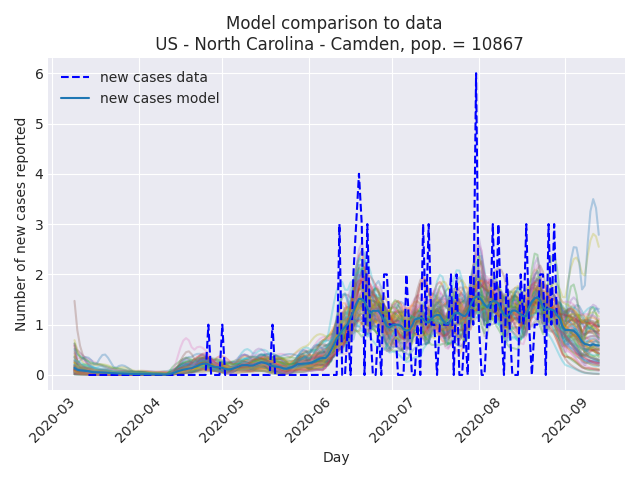 Model comparison to data
US - North Carolina - Camden, pop. = 10867
new cases data
new cases model
Number of new cases reported
6
5
4
3
2
1
0
2020-03
2020-04
2020-05
2020-06
2020-07
2020-08
2020-09
Day